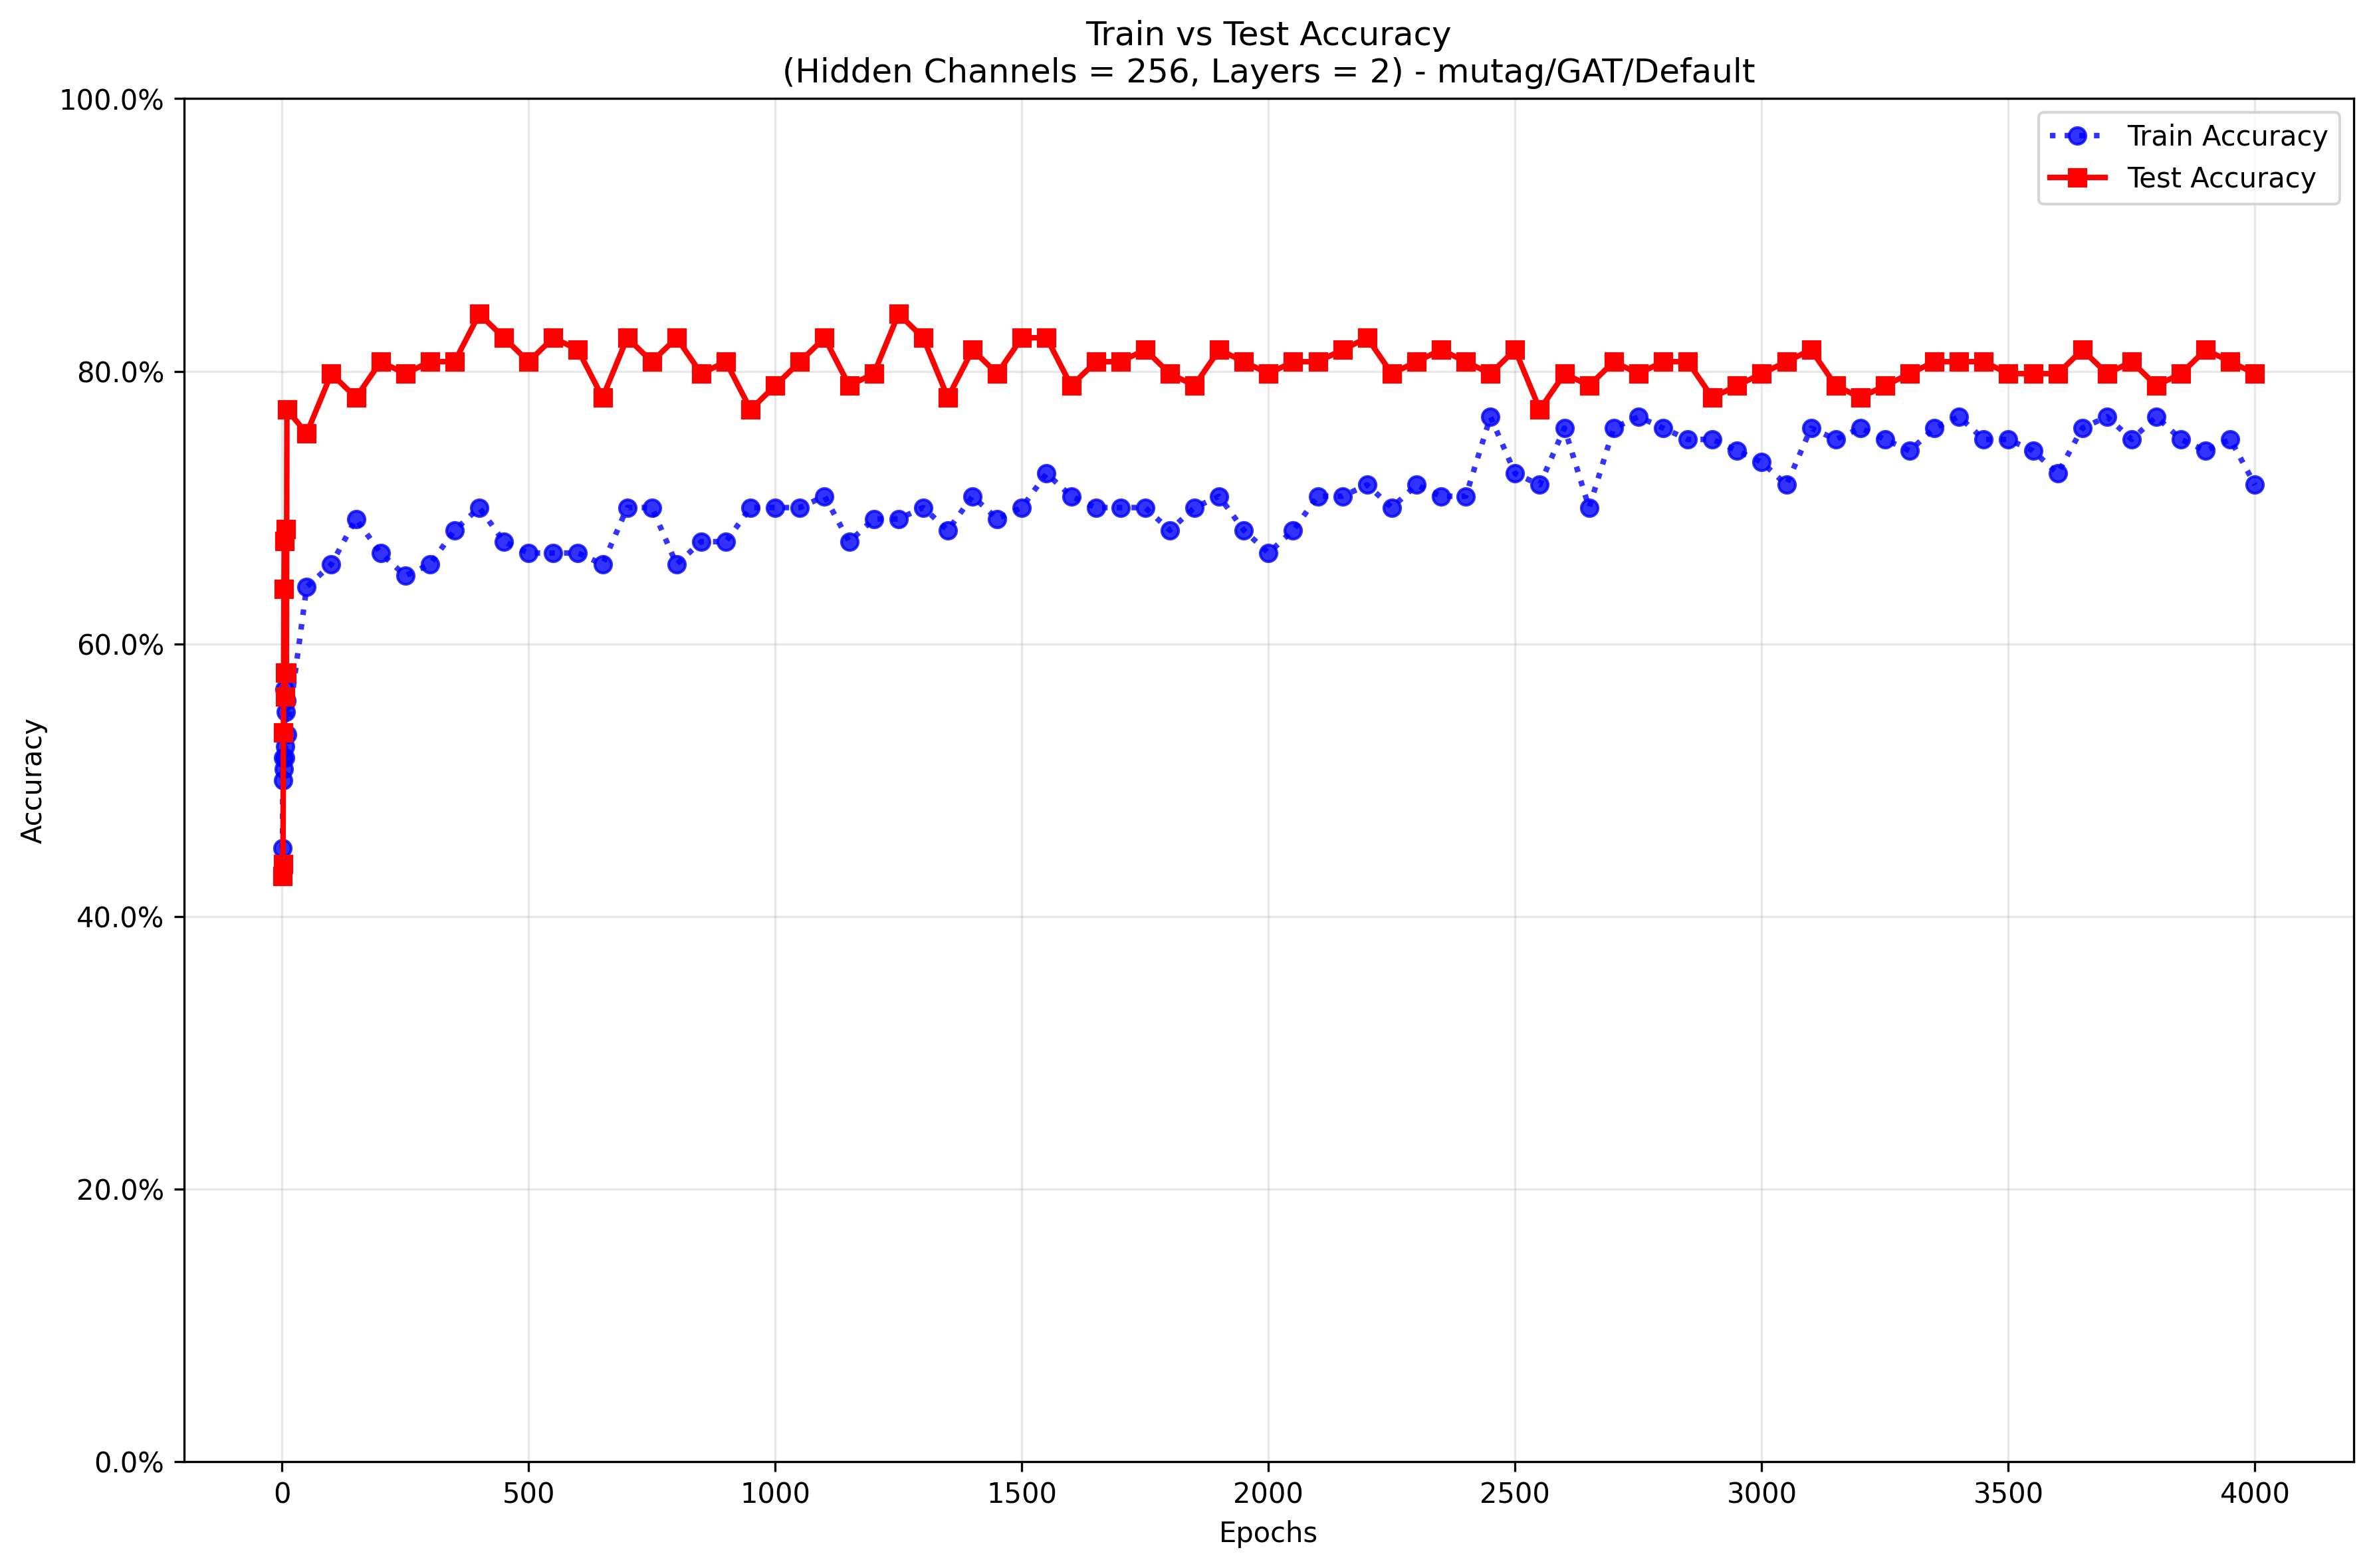 Train vs Test Accuracy
(Hidden Channels = 256, Layers = 2) - mutag/GAT/Default
100.0%
80.0%
60.0%
40.0%
20.0%
0.0%
Accuracy
Train Accuracy
Test Accuracy
0
500
1000
1500
2000
2500
3000
3500
4000
Epochs